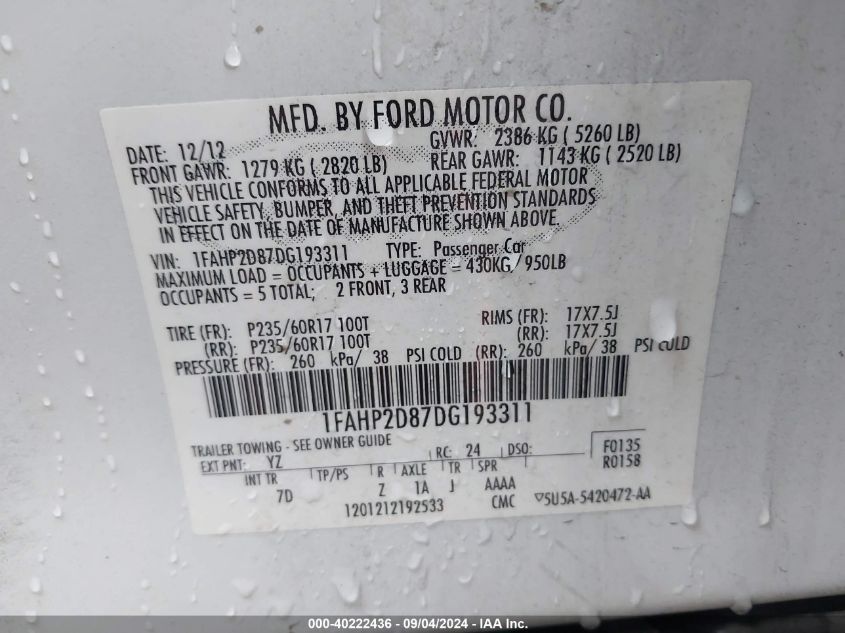 MFD. BY FORD MOTOR CO.
DATE: 12/12 GVWR: 2386 KG ( 5260 LB)
FRONT GAWR: 1279 KG ( 2820 LB) REAR GAWR: 1143 KG ( 2520 LB)
THIS VEHICLE CONFORMS TO ALL APPLICABLE FEDERAL MOTOR
VEHICLE SAFETY, BUMPER, AND THEFT PREVENTION STANDARDS
IN EFFECT ON THE DATE OF MANUFACTURE SHOWN ABOVE.
VIN: 1FAHP2D87DG193311 TYPE: Passenger Car
MAXIMUM LOAD = OCCUPANTS + LUGGAGE = 430KG/950LB
OCCUPANTS = 5 TOTAL; 2 FRONT, 3 REAR
TIRE (FR): P235/60R17 100T RIMS (FR): 17X7.5J
(RR): P235/60R17 100T (RR): 17X7.5J
PRESSURE (FR): 260 kPa/ 38 PSI COLD (RR): 260 kPa/ 38 PSI COLD
1FAHP2D87DG193311
TRAILER TOWING - SEE OWNER GUIDE
EXT PNT: YZ RC: 24 DSO: F0135
R0158
INT TR TP/PS R AXLE TR SPR
7D Z 1A J AAAA
1201212192533 CMC 5U5A-5420472-AA
000-40222436 - 09/04/2024 - IAA Inc.